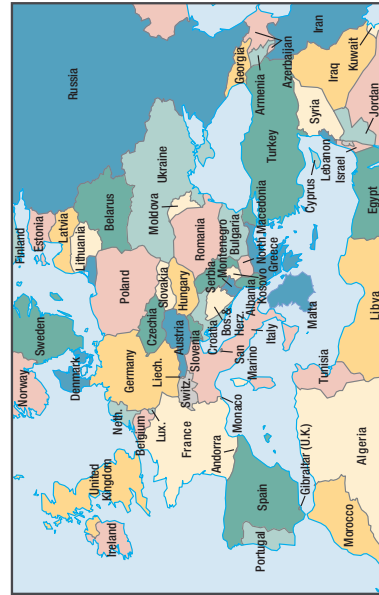 Norway
Sweden
Finland
Estonia
Latvia
Lithuania
Russia
Denmark
Ireland
United
Kingdom
Neth.
Belgium
Lux.
Germany
Poland
Belarus
Ukraine
Moldova
Czechia
Slovakia
Liech.
Austria
Hungary
Switz.
Slovenia
Croatia
Bos.&
Herz.
Serbia
Montenegro
Romania
Bulgaria
France
Andorra
Monaco
San
Marino
Italy
Albania
Kosovo
North Macedonia
Greece
Georgia
Armenia
Azerbaijan
Turkey
Portugal
Spain
Gibraltar (U.K.)
Malta
Cyprus
Lebanon
Israel
Syria
Iraq
Iran
Kuwait
Jordan
Morocco
Algeria
Tunisia
Libya
Egypt